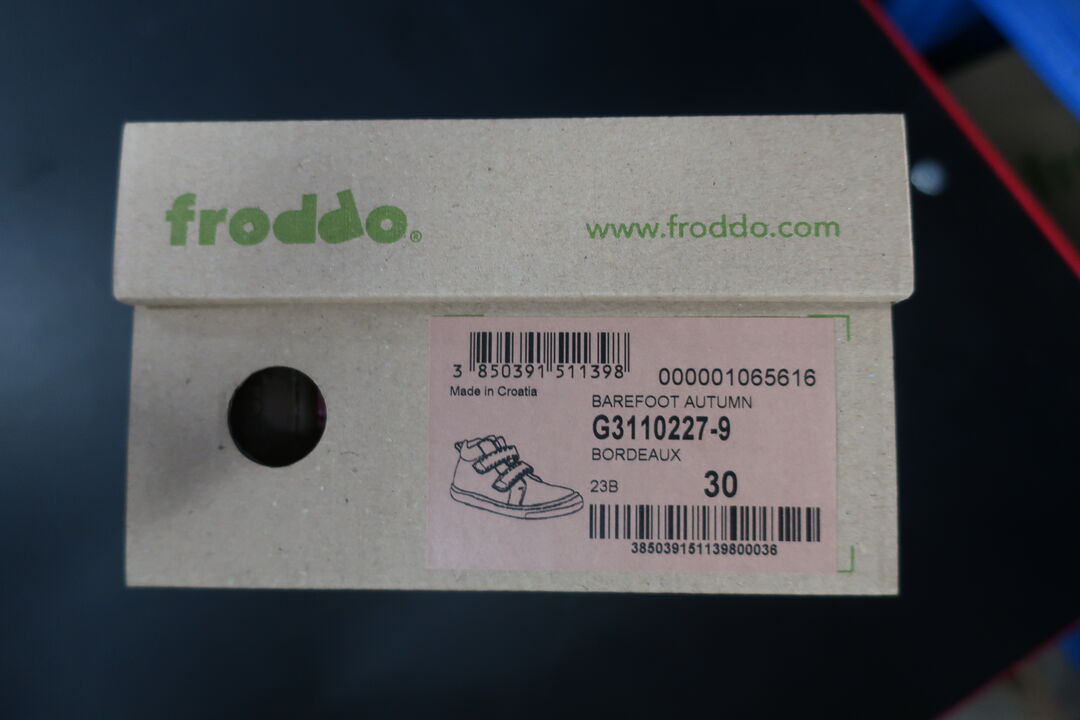 froddo®
www.froddo.com
3 850391 511398
000001065616
Made in Croatia
BAREFOOT AUTUMN
G3110227-9
BORDEAUX
23B 30
385039151139800036